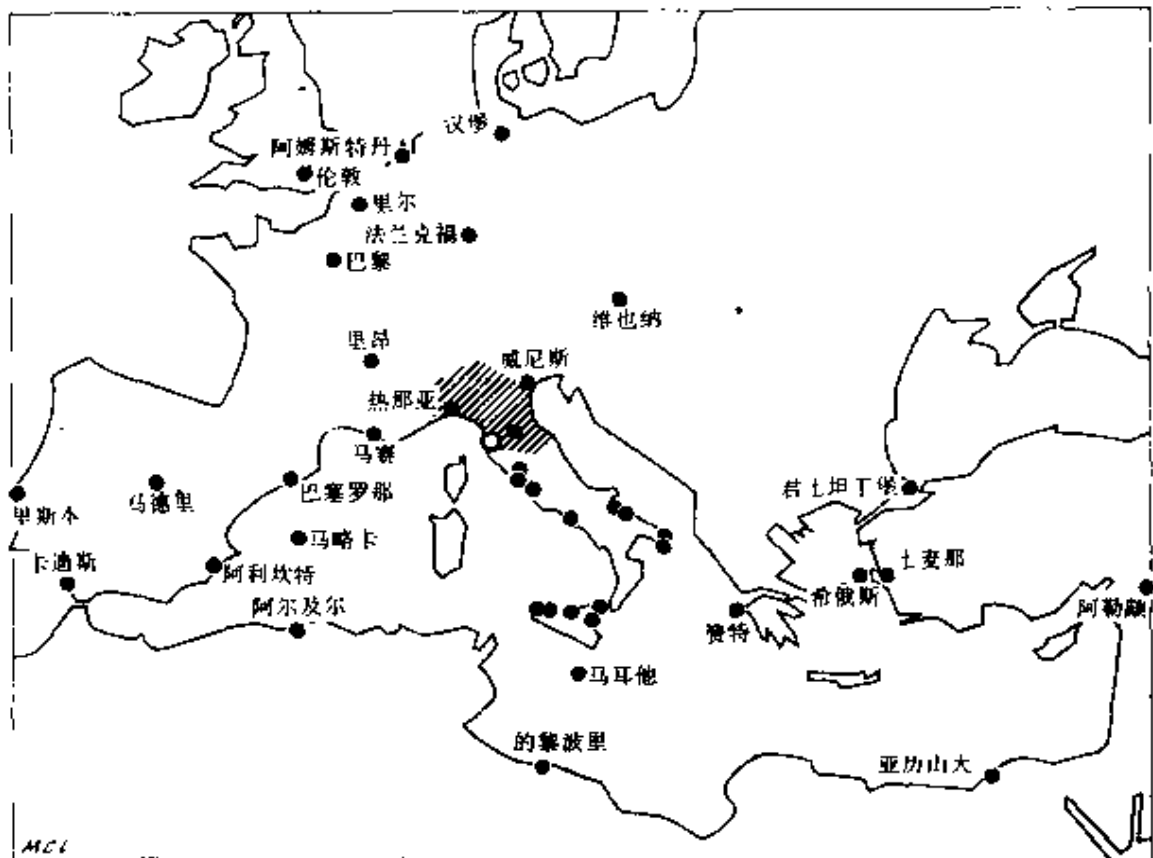 汉堡
阿姆斯特丹
伦敦
里尔
法兰克福
巴黎
维也纳
里昂
威尼斯
热那亚
马赛
马德里
巴塞罗那
君士坦丁堡
里斯本
马略卡
卡迪斯
阿利坎特
士麦那
希俄斯
阿尔及尔
阿勒颇
赞特
马耳他
的黎波里
亚历山大
MCL